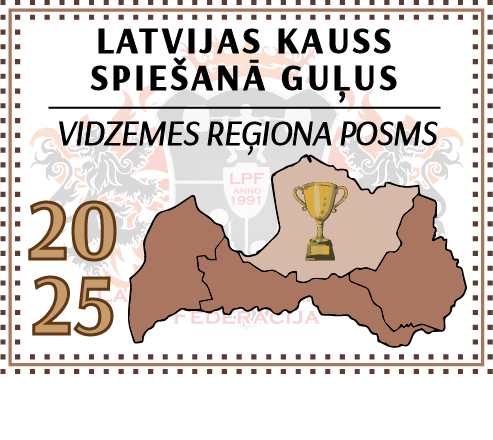 LATVIJAS KAUSS
SPIEŠANĀ GUĻUS
VIDZEMES REĢIONA POSMS
LPF
ANNO
1991
20
25
FEDERĀCIJA